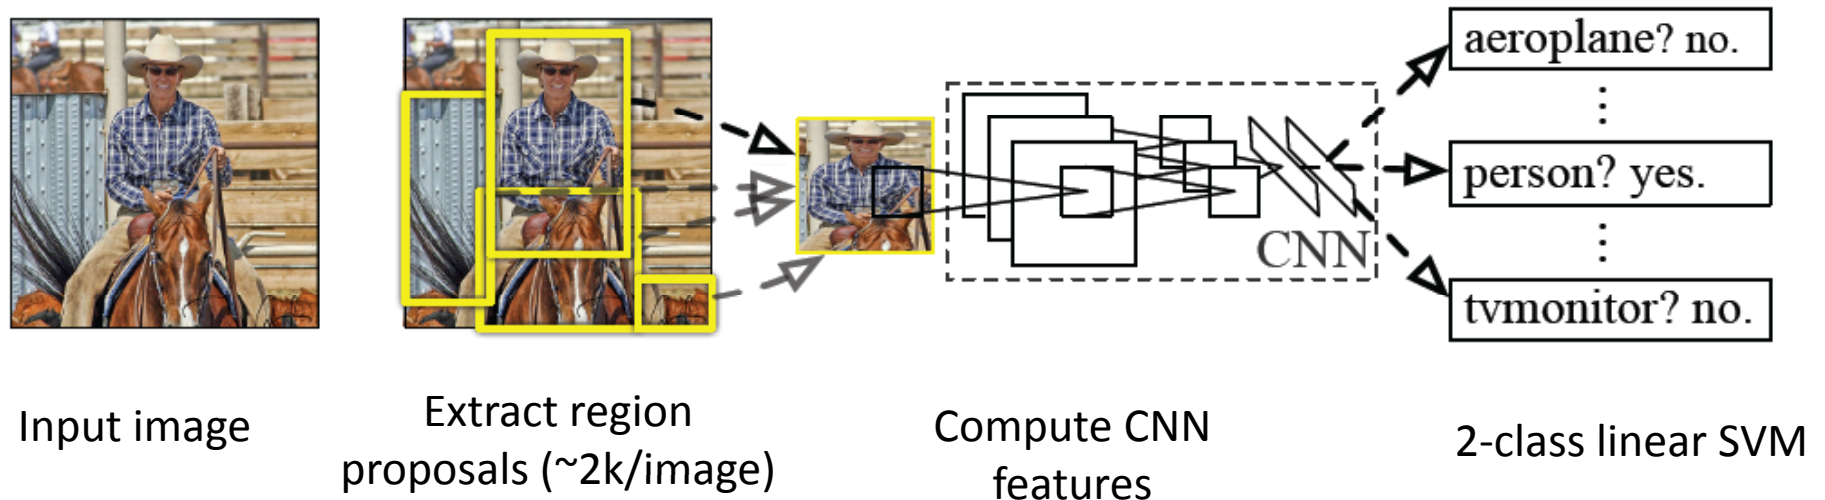 aeroplane? no.
person? yes.
CNN
tvmonitor? no.
Input image
Extract region
proposals (~2k/image)
Compute CNN
features
2-class linear SVM